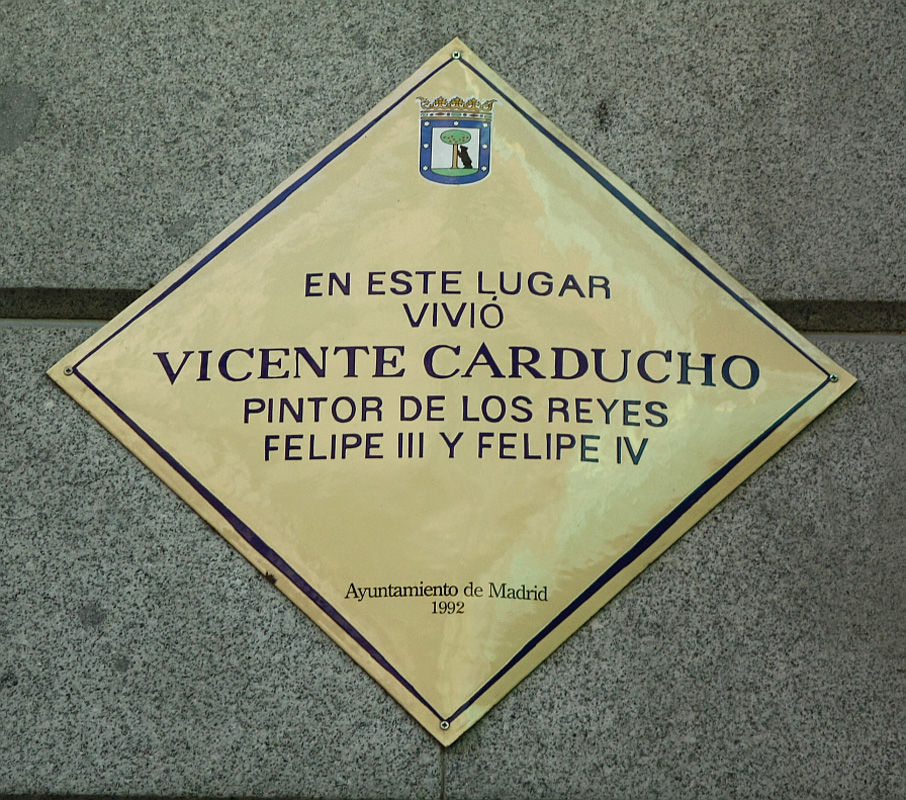 EN ESTE LUGAR
VIVIÓ
VICENTE CARDUCHO
PINTOR DE LOS REYES
FELIPE III Y FELIPE IV
Ayuntamiento de Madrid
1992